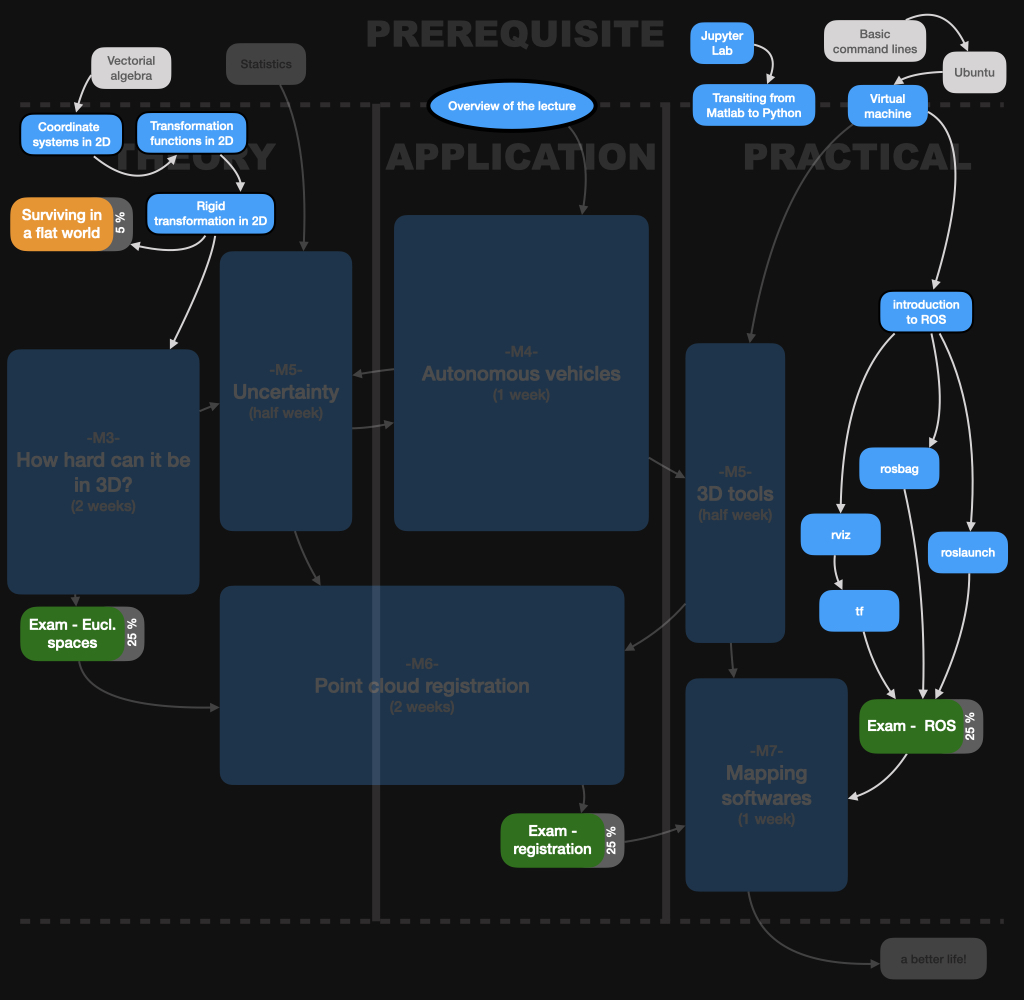 PREREQUISITE
Vectorial
algebra
Statistics
Jupyter
Lab
Basic
command lines
Ubuntu
Overview of the lecture
Transiting from
Matlab to Python
Virtual
machine
Coordinate
systems in 2D
Transformation
functions in 2D
THEORY
APPLICATION
PRACTICAL
Surviving in
a flat world
5 %
Rigid
transformation in 2D
introduction
to ROS
-M3-
How hard can it be
in 3D?
(2 weeks)
-M5-
Uncertainty
(half week)
-M4-
Autonomous vehicles
(1 week)
-M5-
3D tools
(half week)
rosbag
rviz
roslaunch
tf
Exam - Eucl.
spaces
25 %
-M6-
Point cloud registration
(2 weeks)
Exam -  ROS
25 %
-M7-
Mapping
softwares
(1 week)
Exam -
registration
25 %
a better life!